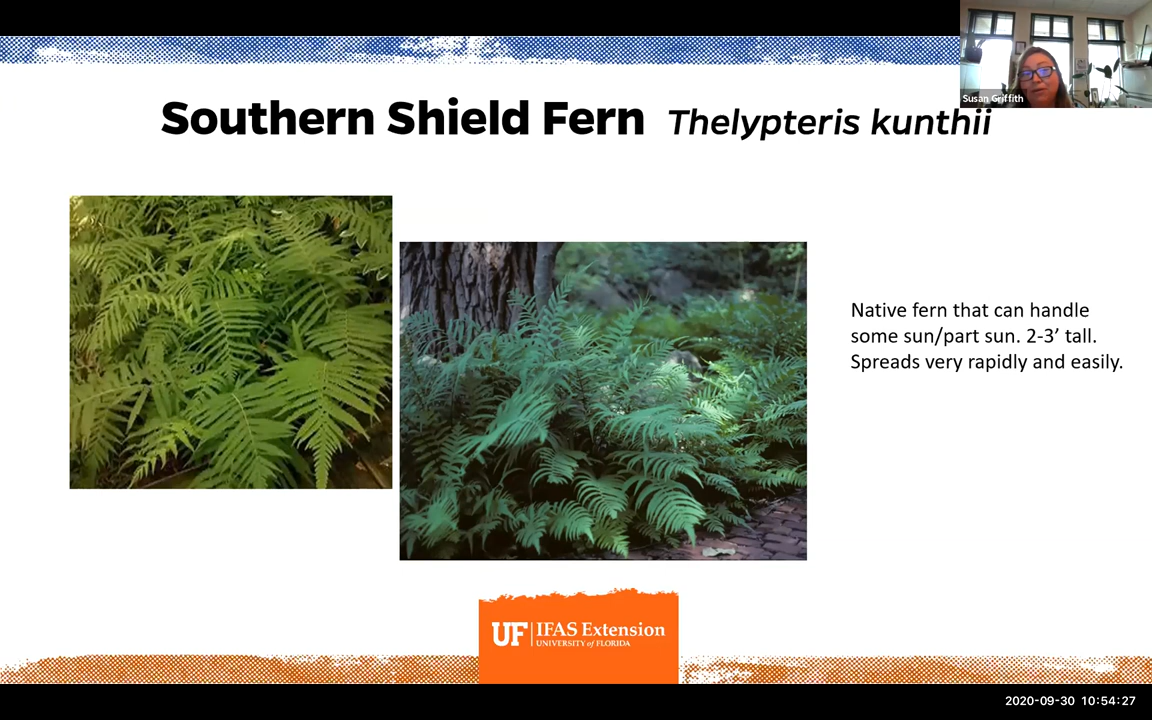 Susan Griffith
Southern Shield Fern Thelypteris kunthii
Native fern that can handle
some sun/part sun. 2-3’ tall.
Spreads very rapidly and easily.
UF IFAS Extension
UNIVERSITY of FLORIDA
2020-09-30 10:54:27